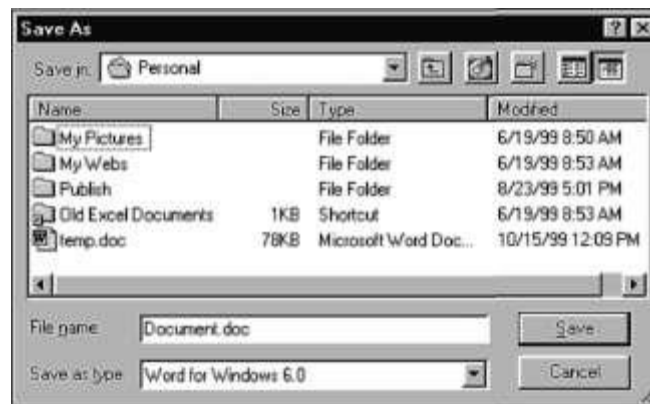 Save As
Save in: Personal
Name Size Type Modified
My Pictures File Folder 6/19/99 8:50 AM
My Webs File Folder 6/19/99 8:53 AM
Publish File Folder 8/23/99 5:01 PM
Old Excel Documents 1KB Shortcut 6/19/99 8:53 AM
temp.doc 78KB Microsoft Word Doc... 10/15/99 12:09 PM
File name: Document.doc Save
Save as type: Word for Windows 6.0 Cancel